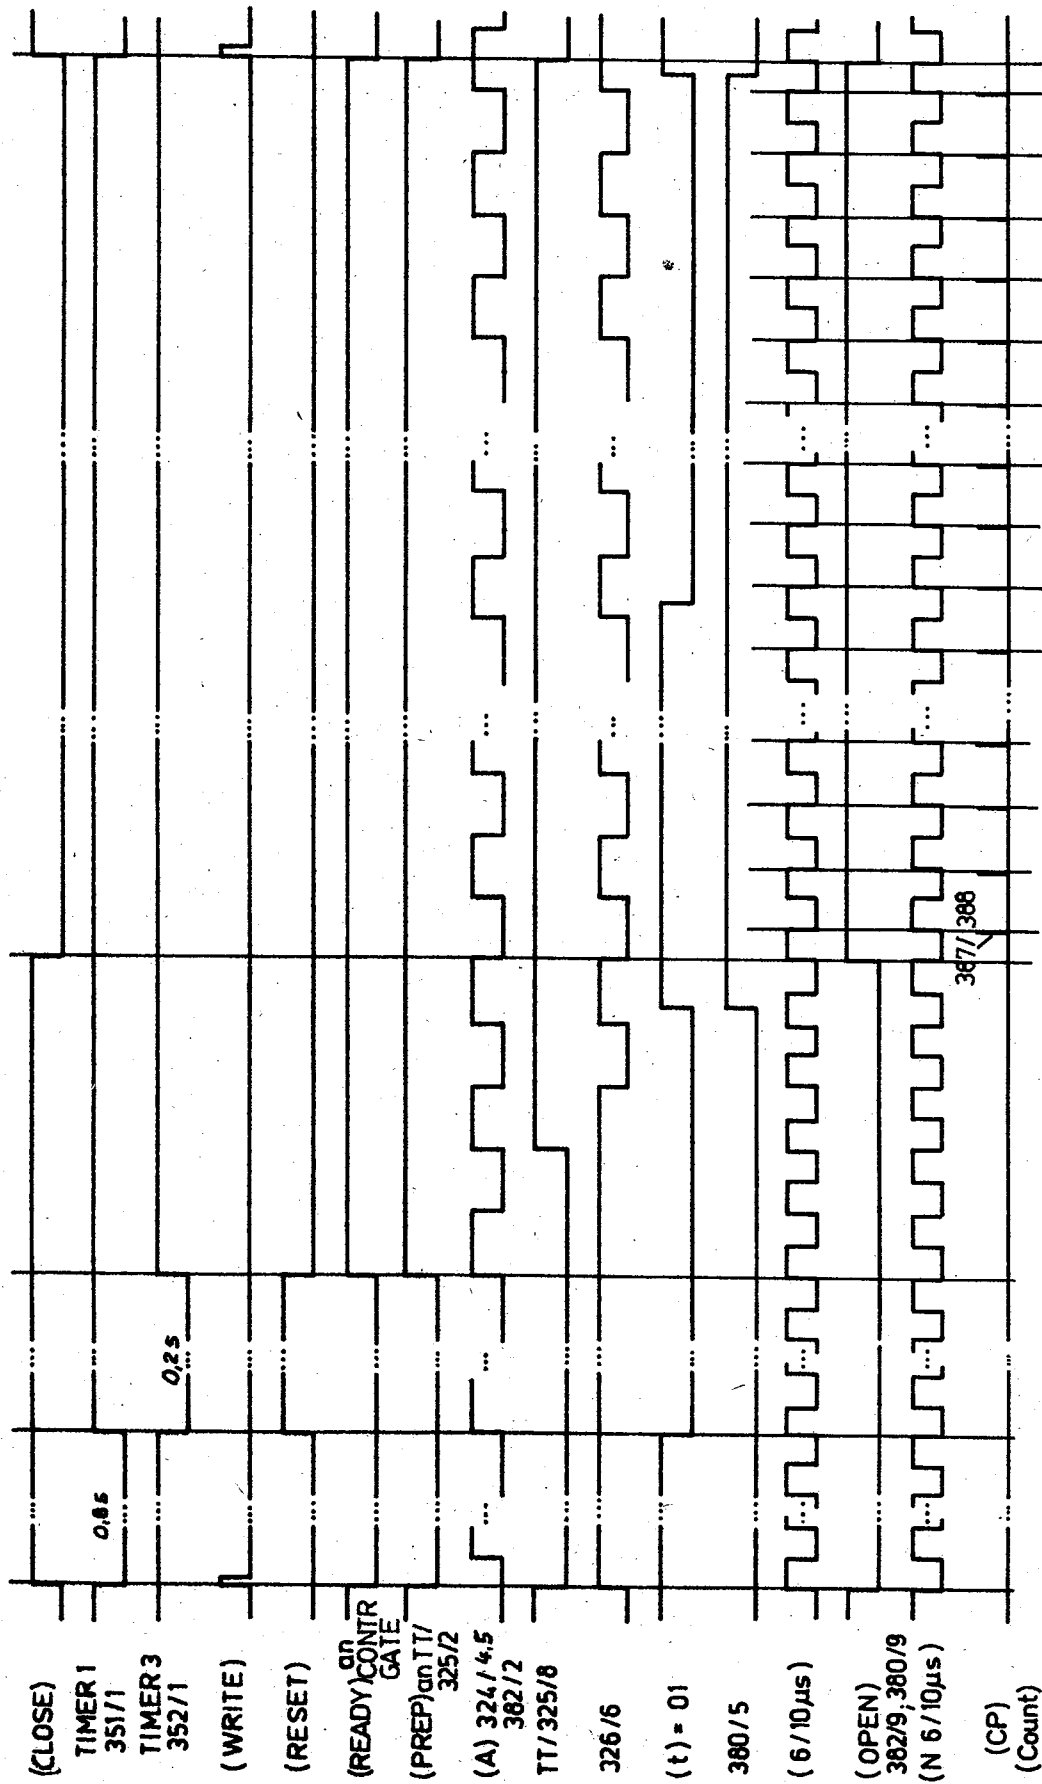 (CLOSE)
TIMER 1
351/1
TIMER 3
352/1
(WRITE)
(RESET)
(READY) an
CONTR
GATE
(PREP) an TT/
325/2
(A) 324/4.5
382/2
TT/325/8
326/6
(t) = 01
380/5
(6/10µs)
(OPEN)
382/9; 380/9
(N 6/10µs)
(CP)
(Count)
0,8s
0,2s
367/388